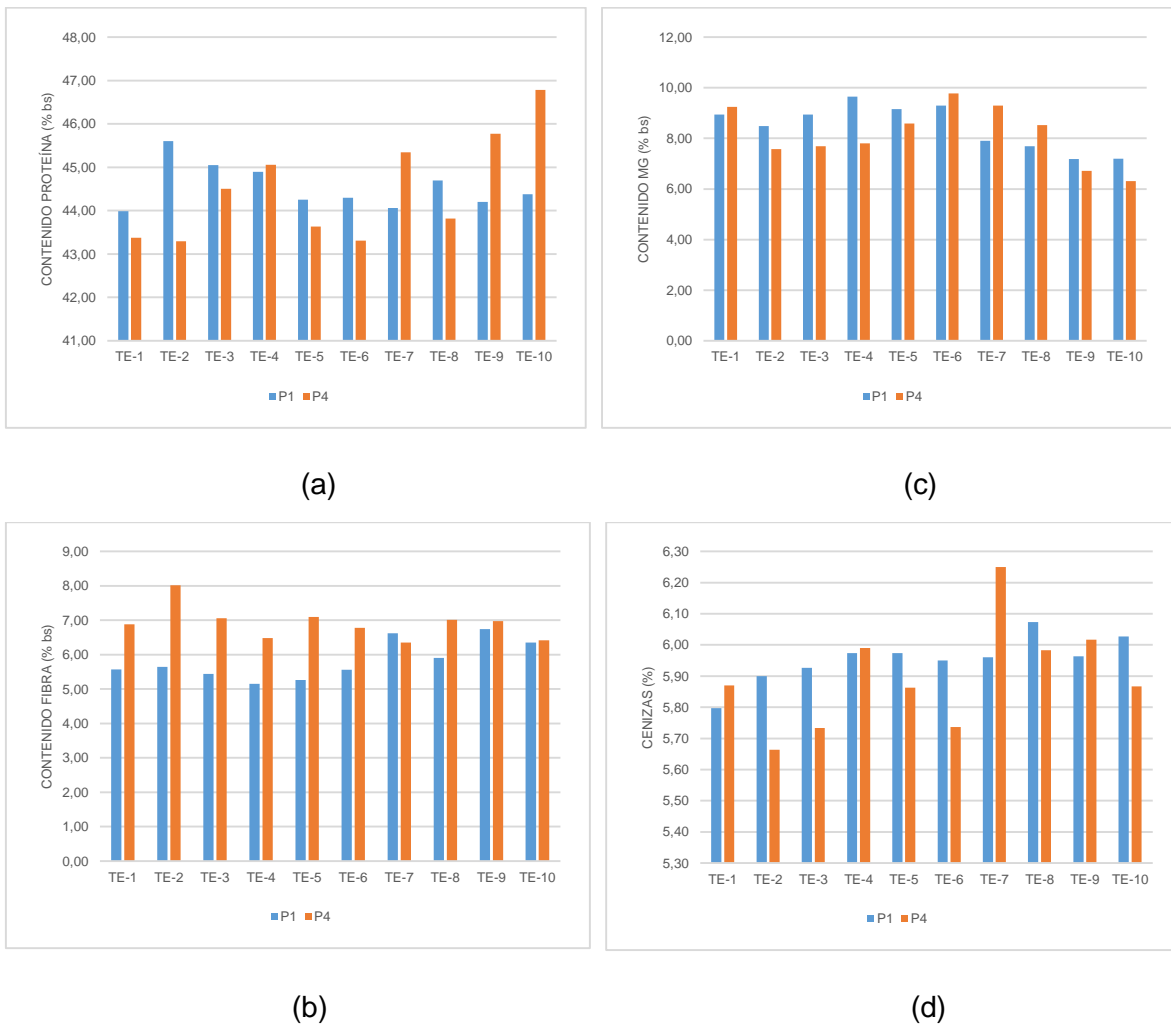 CONTENIDO PROTEÍNA (% bs)
48,00
47,00
46,00
45,00
44,00
43,00
42,00
41,00
TE-1 TE-2 TE-3 TE-4 TE-5 TE-6 TE-7 TE-8 TE-9 TE-10
P1 P4
(a)
CONTENIDO MG (% bs)
12,00
10,00
8,00
6,00
4,00
2,00
0,00
TE-1 TE-2 TE-3 TE-4 TE-5 TE-6 TE-7 TE-8 TE-9 TE-10
P1 P4
(c)
CONTENIDO FIBRA (% bs)
9,00
8,00
7,00
6,00
5,00
4,00
3,00
2,00
1,00
0,00
TE-1 TE-2 TE-3 TE-4 TE-5 TE-6 TE-7 TE-8 TE-9 TE-10
P1 P4
(b)
CENIZAS (%)
6,30
6,20
6,10
6,00
5,90
5,80
5,70
5,60
5,50
5,40
5,30
TE-1 TE-2 TE-3 TE-4 TE-5 TE-6 TE-7 TE-8 TE-9 TE-10
P1 P4
(d)